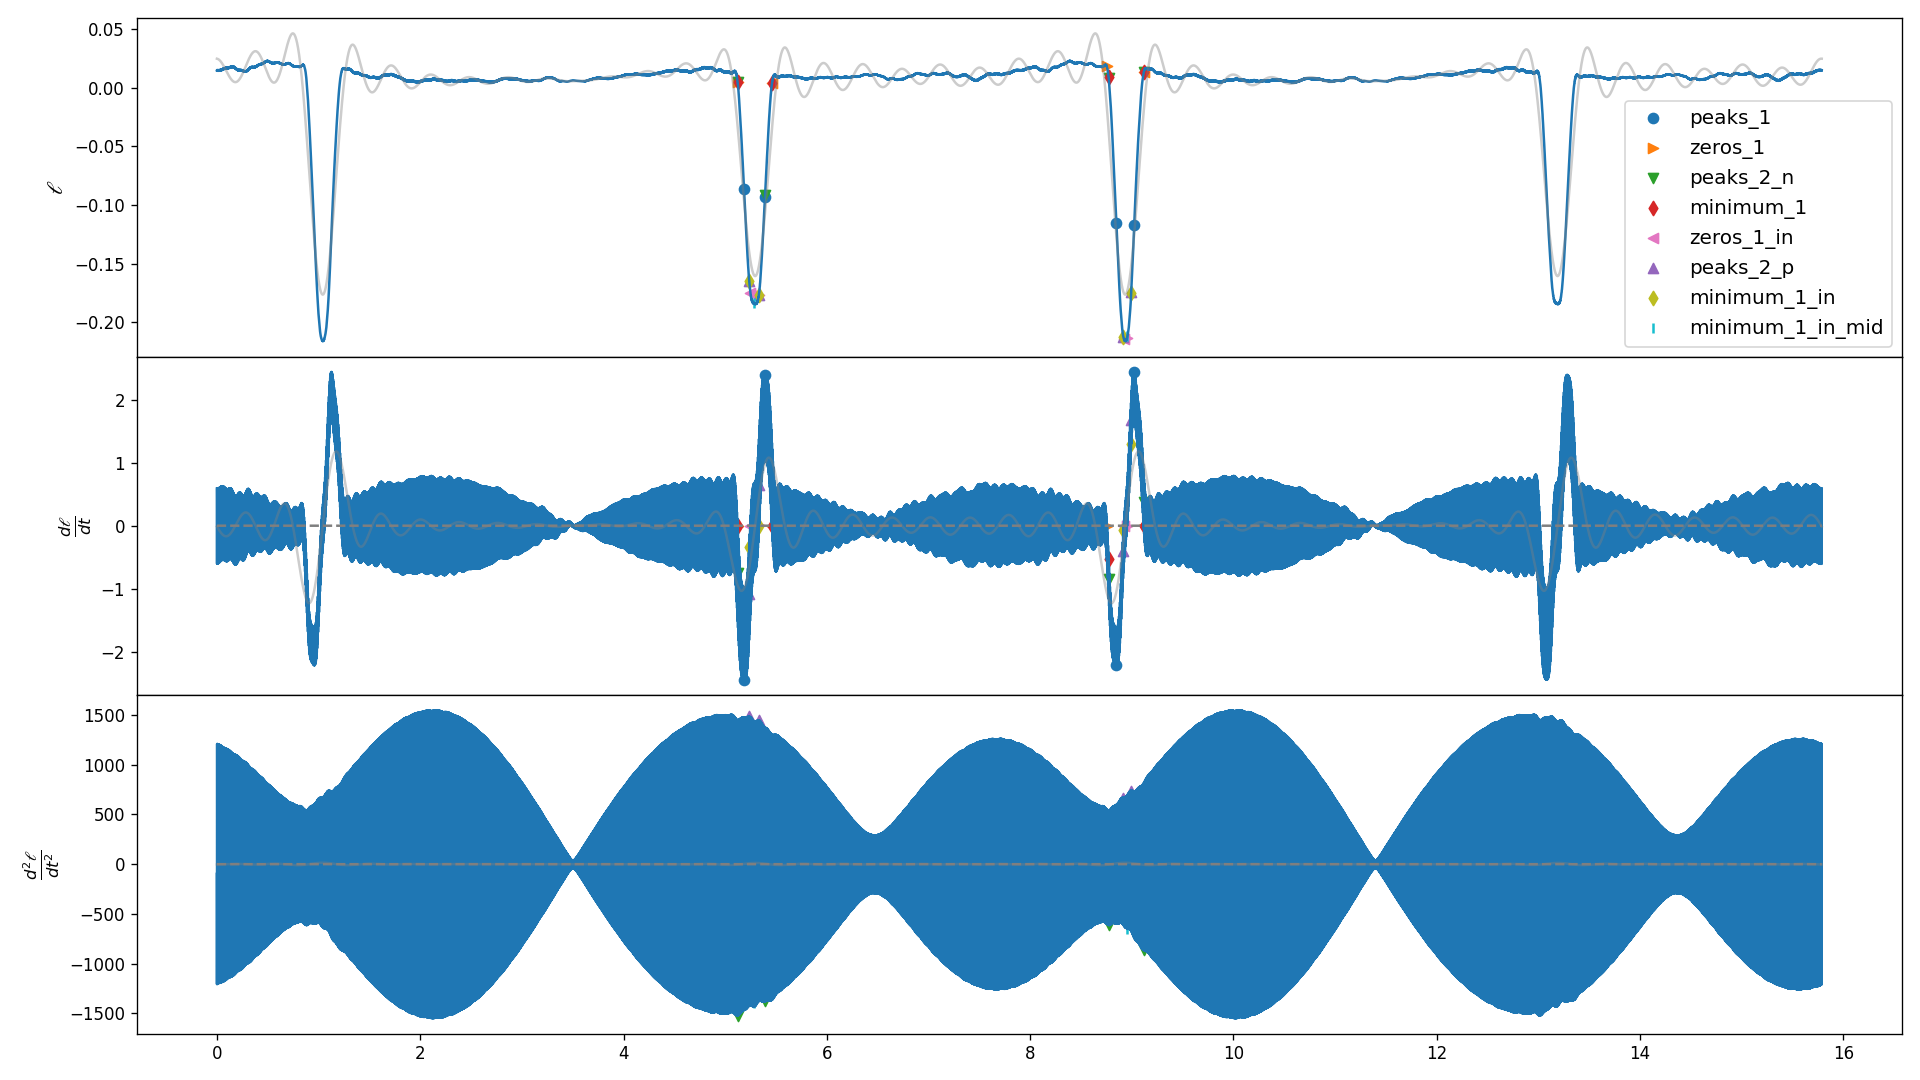 0.05
0.00
−0.05
−0.10
−0.15
−0.20
ℓ
peaks_1
zeros_1
peaks_2_n
minimum_1
zeros_1_in
peaks_2_p
minimum_1_in
minimum_1_in_mid
2
1
0
−1
−2
dℓ
dt
1500
1000
500
0
−500
−1000
−1500
d²ℓ
dt²
0 2 4 6 8 10 12 14 16